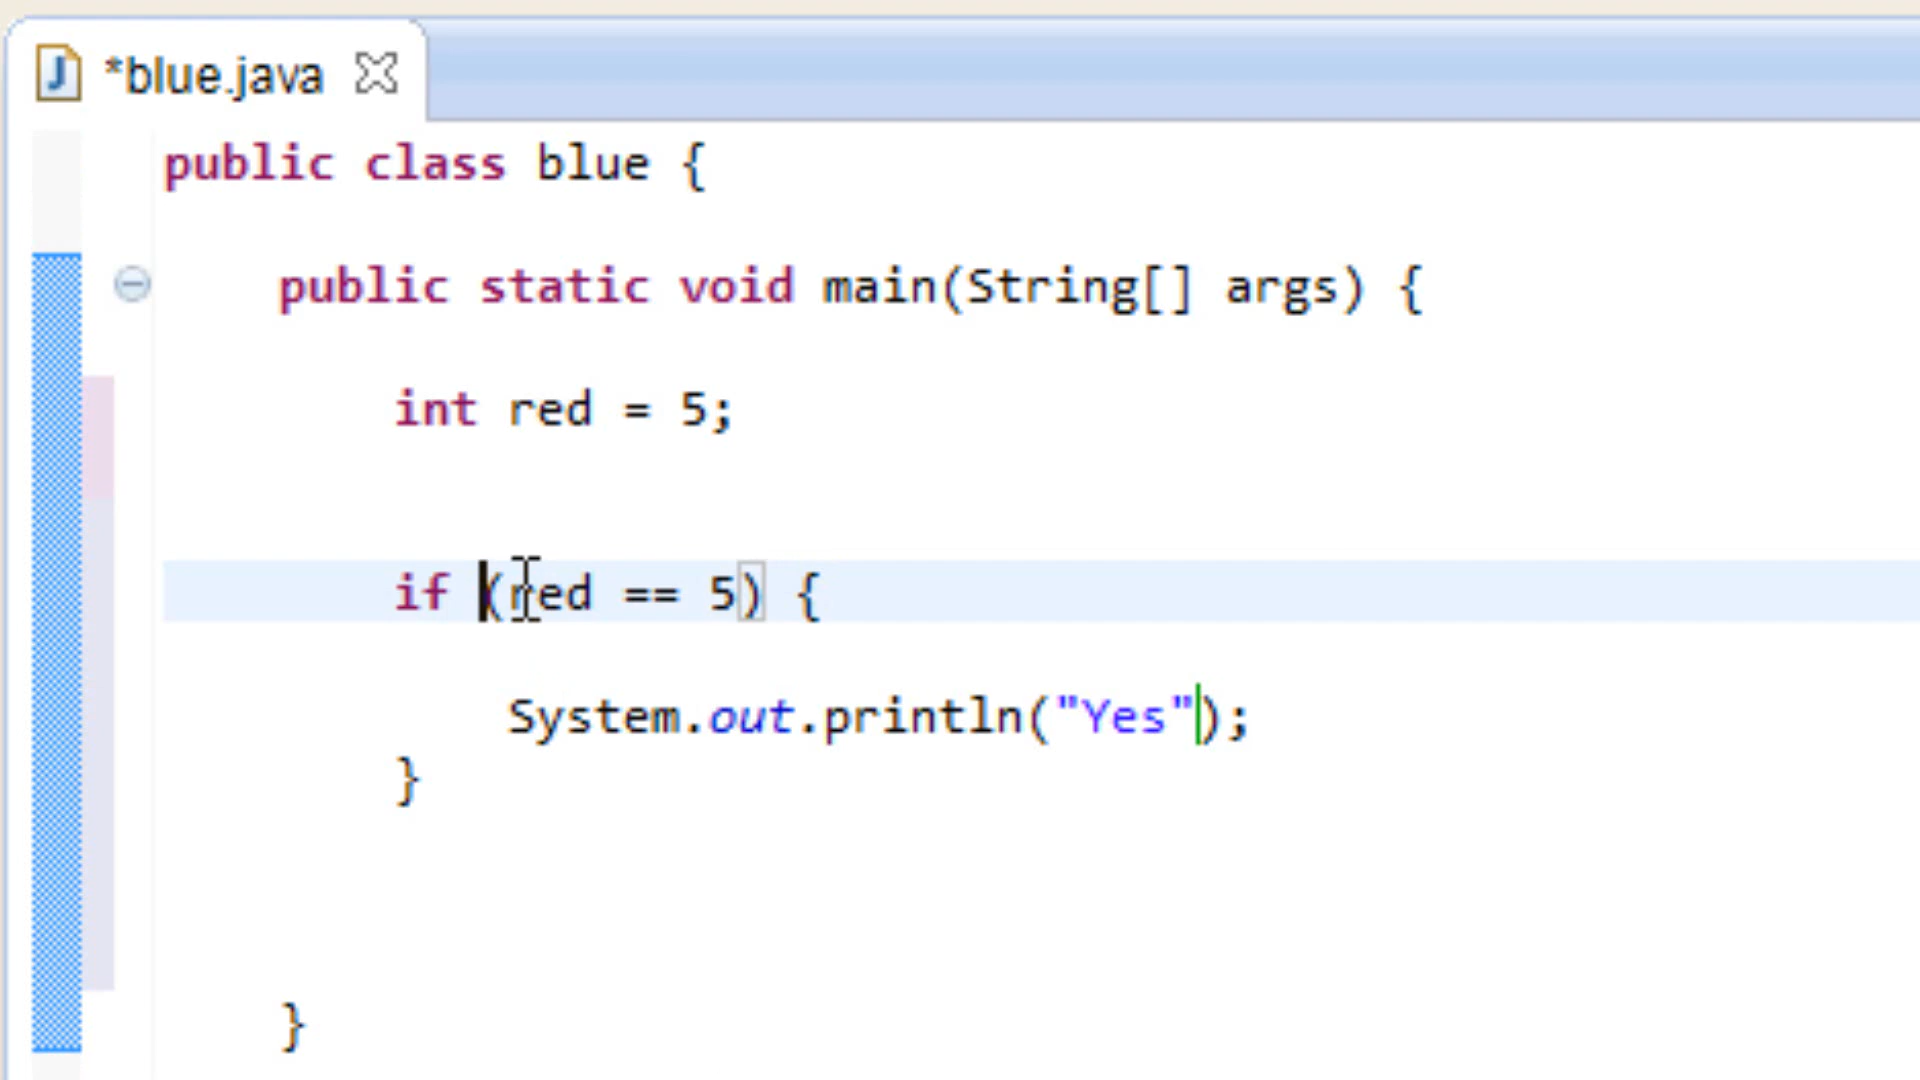 *blue.java
public class blue {
public static void main(String[] args) {
int red = 5;
if (red == 5) {
System.out.println("Yes");
}
}